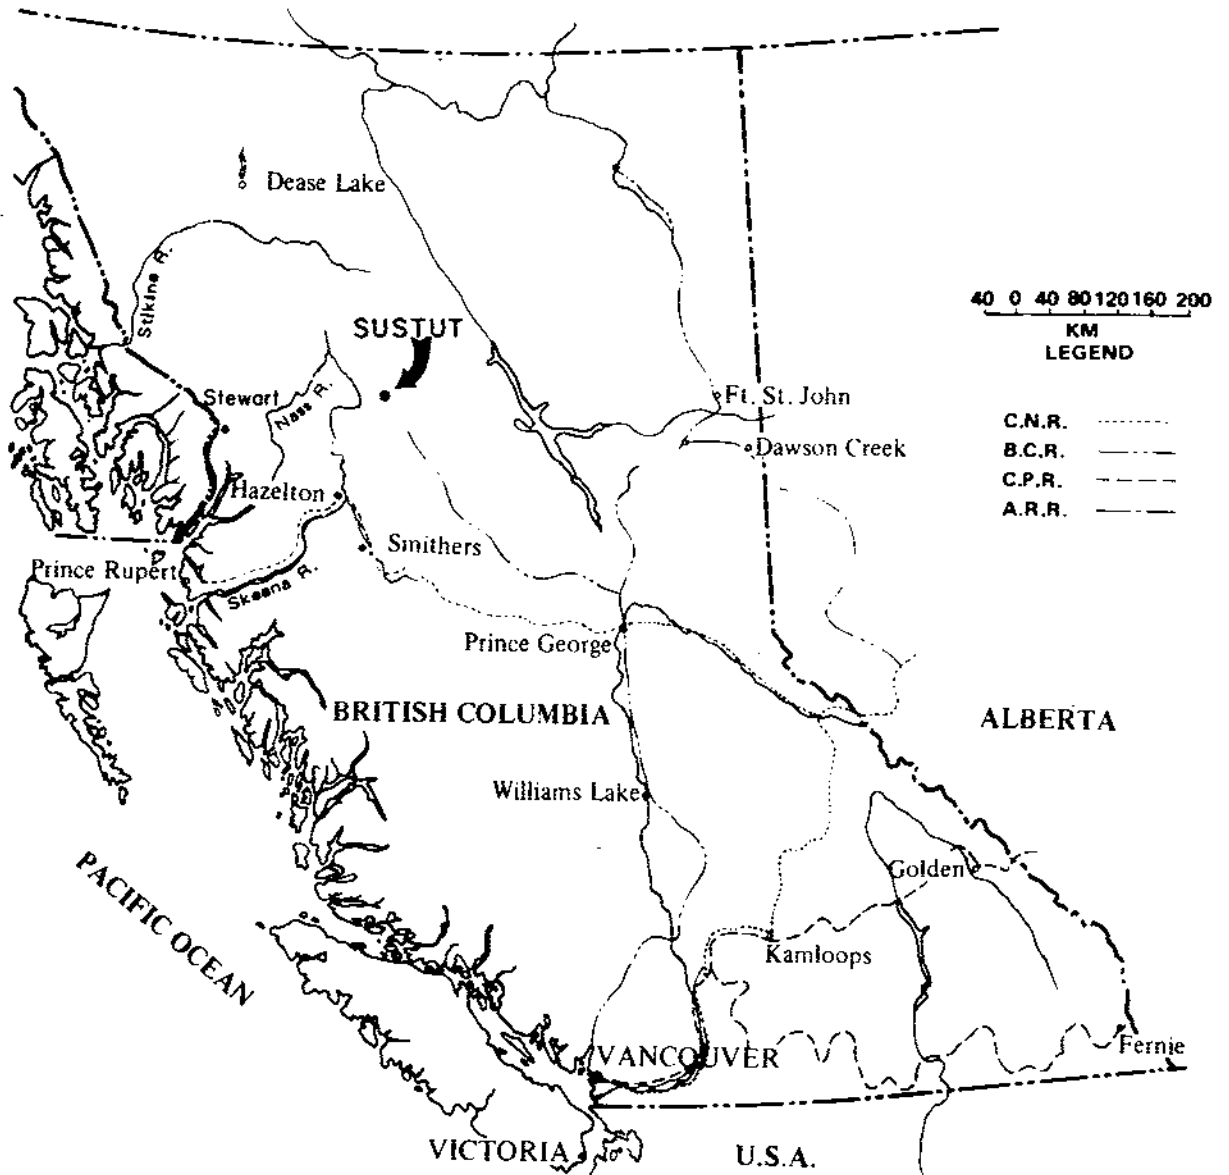 Dease Lake
Stikine R.
40 0 40 80 120 160 200
KM
LEGEND
SUSTUT
Stewart
Nass R.
Ft. St. John
C.N.R.
Dawson Creek
B.C.R.
C.P.R.
Hazelton
A.R.R.
Smithers
Prince Rupert
Skeena R.
Prince George
BRITISH COLUMBIA
ALBERTA
Williams Lake
PACIFIC OCEAN
Golden
Kamloops
VANCOUVER
Fernie
VICTORIA
U.S.A.